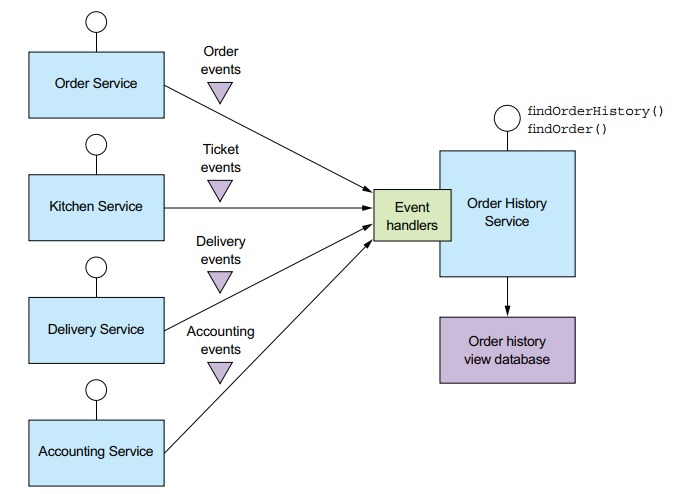 Order
events
Order Service
findOrderHistory()
findOrder()
Ticket
events
Kitchen Service
Event
handlers
Order History
Service
Delivery
events
Delivery Service
Accounting
events
Order history
view database
Accounting Service